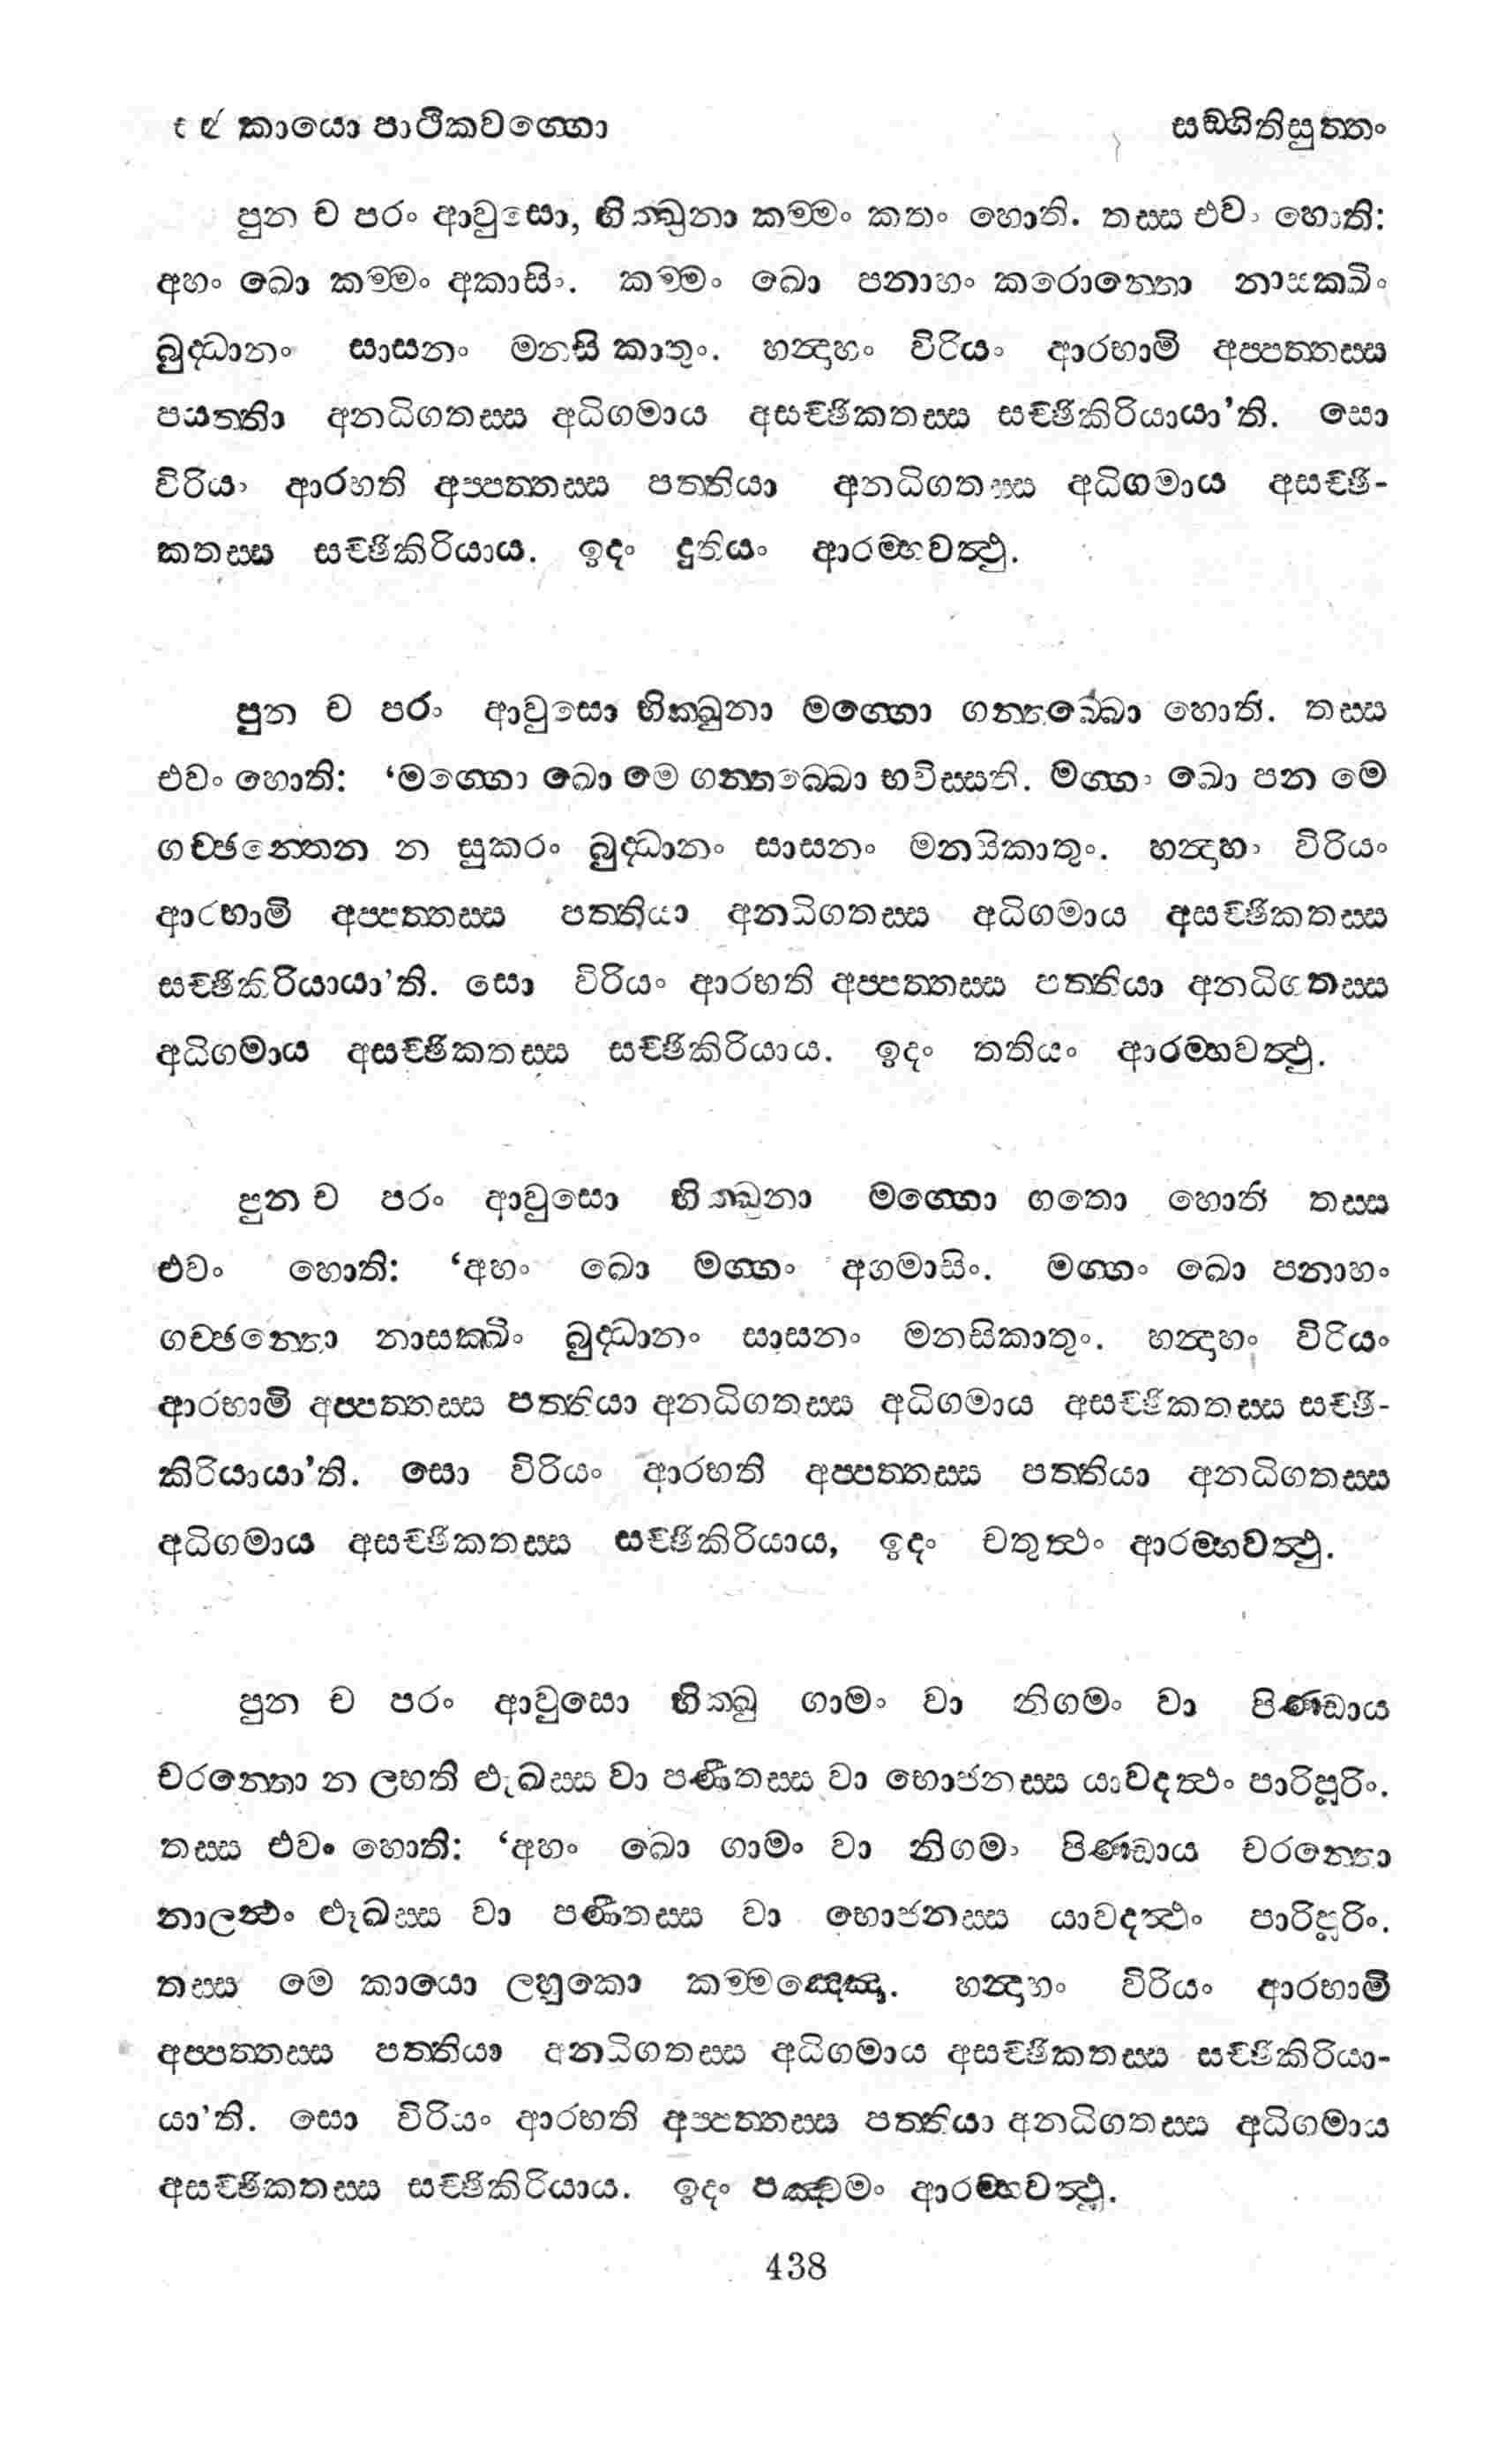 කායො පාථිකවග්ගො සඞ්ගීතිසුත්තං
පුන ච පරං ආවුසො, භික්ඛුනා කම්මං කතං හොති. තස්ස එවං හොති:
අහං ඛො කම්මං අකාසිං. කම්මං ඛො පනාහං කරොන්තො නාසක්ඛිං
බුද්ධානං සාසනං මනසි කාතුං. හන්දාහං විරියං ආරභාමි අප්පත්තස්ස
අනධිගතස්ස අධිගමාය අසච්ඡිකතස්ස සච්ඡිකිරියායා’ති. සො
විරියං ආරභති අප්පත්තස්ස පත්තියා අනධිගතස්ස අධිගමාය අසච්ඡි-
කතස්ස සච්ඡිකිරියාය. ඉදං දුතියං ආරම්භවත්ථු.
පුන ච පරං ආවුසො භික්ඛුනා මග්ගො ගන්තබ්බො හොති. තස්ස
එවං හොති: ‘මග්ගො ඛො මෙ ගන්තබ්බො භවිස්සති. මග්ගං ඛො පන මෙ
ගච්ඡන්තෙන න සුකරං බුද්ධානං සාසනං මනසිකාතුං. හන්දාහං විරියං
ආරභාමි අප්පත්තස්ස පත්තියා අනධිගතස්ස අධිගමාය අසච්ඡිකතස්ස
සච්ඡිකිරියායා’ති. සො විරියං ආරභති අප්පත්තස්ස පත්තියා අනධිගතස්ස
අධිගමාය අසච්ඡිකතස්ස සච්ඡිකිරියාය. ඉදං තතියං ආරම්භවත්ථු.
පුන ච පරං ආවුසො භික්ඛුනා මග්ගො ගතො හොති තස්ස
එවං හොති: ‘අහං ඛො මග්ගං අගමාසිං. මග්ගං ඛො පනාහං
ගච්ඡන්තො නාසක්ඛිං බුද්ධානං සාසනං මනසිකාතුං. හන්දාහං විරියං
ආරභාමි අප්පත්තස්ස පත්තියා අනධිගතස්ස අධිගමාය අසච්ඡිකතස්ස සච්ඡි-
කිරියායා’ති. සො විරියං ආරභති අප්පත්තස්ස පත්තියා අනධිගතස්ස
අධිගමාය අසච්ඡිකතස්ස සච්ඡිකිරියාය, ඉදං චතුත්ථං ආරම්භවත්ථු.
පුන ච පරං ආවුසො භික්ඛු ගාමං වා නිගමං වා පිණ්ඩාය
චරන්තො න ලභති ළූඛස්ස වා පණීතස්ස වා භොජනස්ස යාවදත්ථං පාරිපූරිං.
තස්ස එවං හොති: ‘අහං ඛො ගාමං වා නිගමං පිණ්ඩාය චරන්තො
නාලත්ථං ළූඛස්ස වා පණීතස්ස වා භොජනස්ස යාවදත්ථං පාරිපූරිං.
තස්ස මෙ කායො ලහුකො කම්මඤ්ඤො. හන්දාහං විරියං ආරභාමි
අප්පත්තස්ස පත්තියා අනධිගතස්ස අධිගමාය අසච්ඡිකතස්ස සච්ඡිකිරියා-
යා’ති. සො විරියං ආරභති අප්පත්තස්ස පත්තියා අනධිගතස්ස අධිගමාය
අසච්ඡිකතස්ස සච්ඡිකිරියාය. ඉදං පඤ්චමං ආරම්භවත්ථු.
438